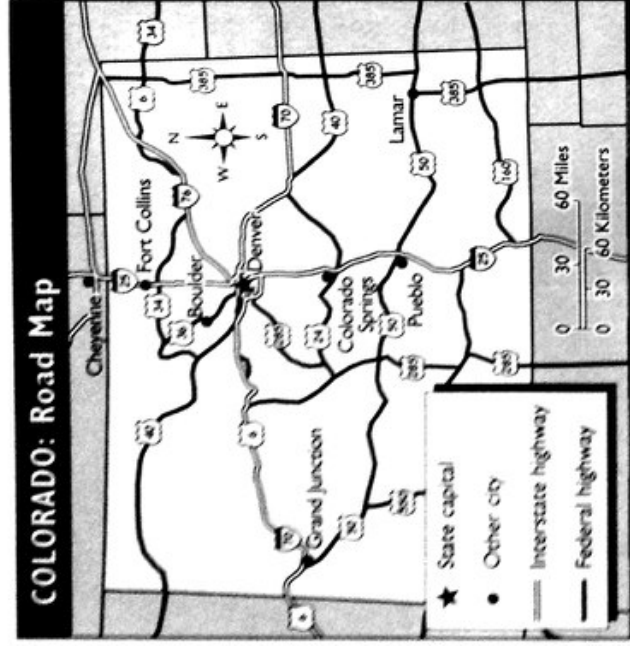 COLORADO: Road Map
Cheyenne
25
Fort Collins
34
36
Boulder
Denver
76
6
34
385
N
W
E
S
70
40
385
Lamar
385
50
160
285
24
Colorado
Springs
50
Pueblo
25
285
285
40
6
70
Grand Junction
6
50
550
State capital
Other city
Interstate highway
Federal highway
0 30 60 Miles
0 30 60 Kilometers